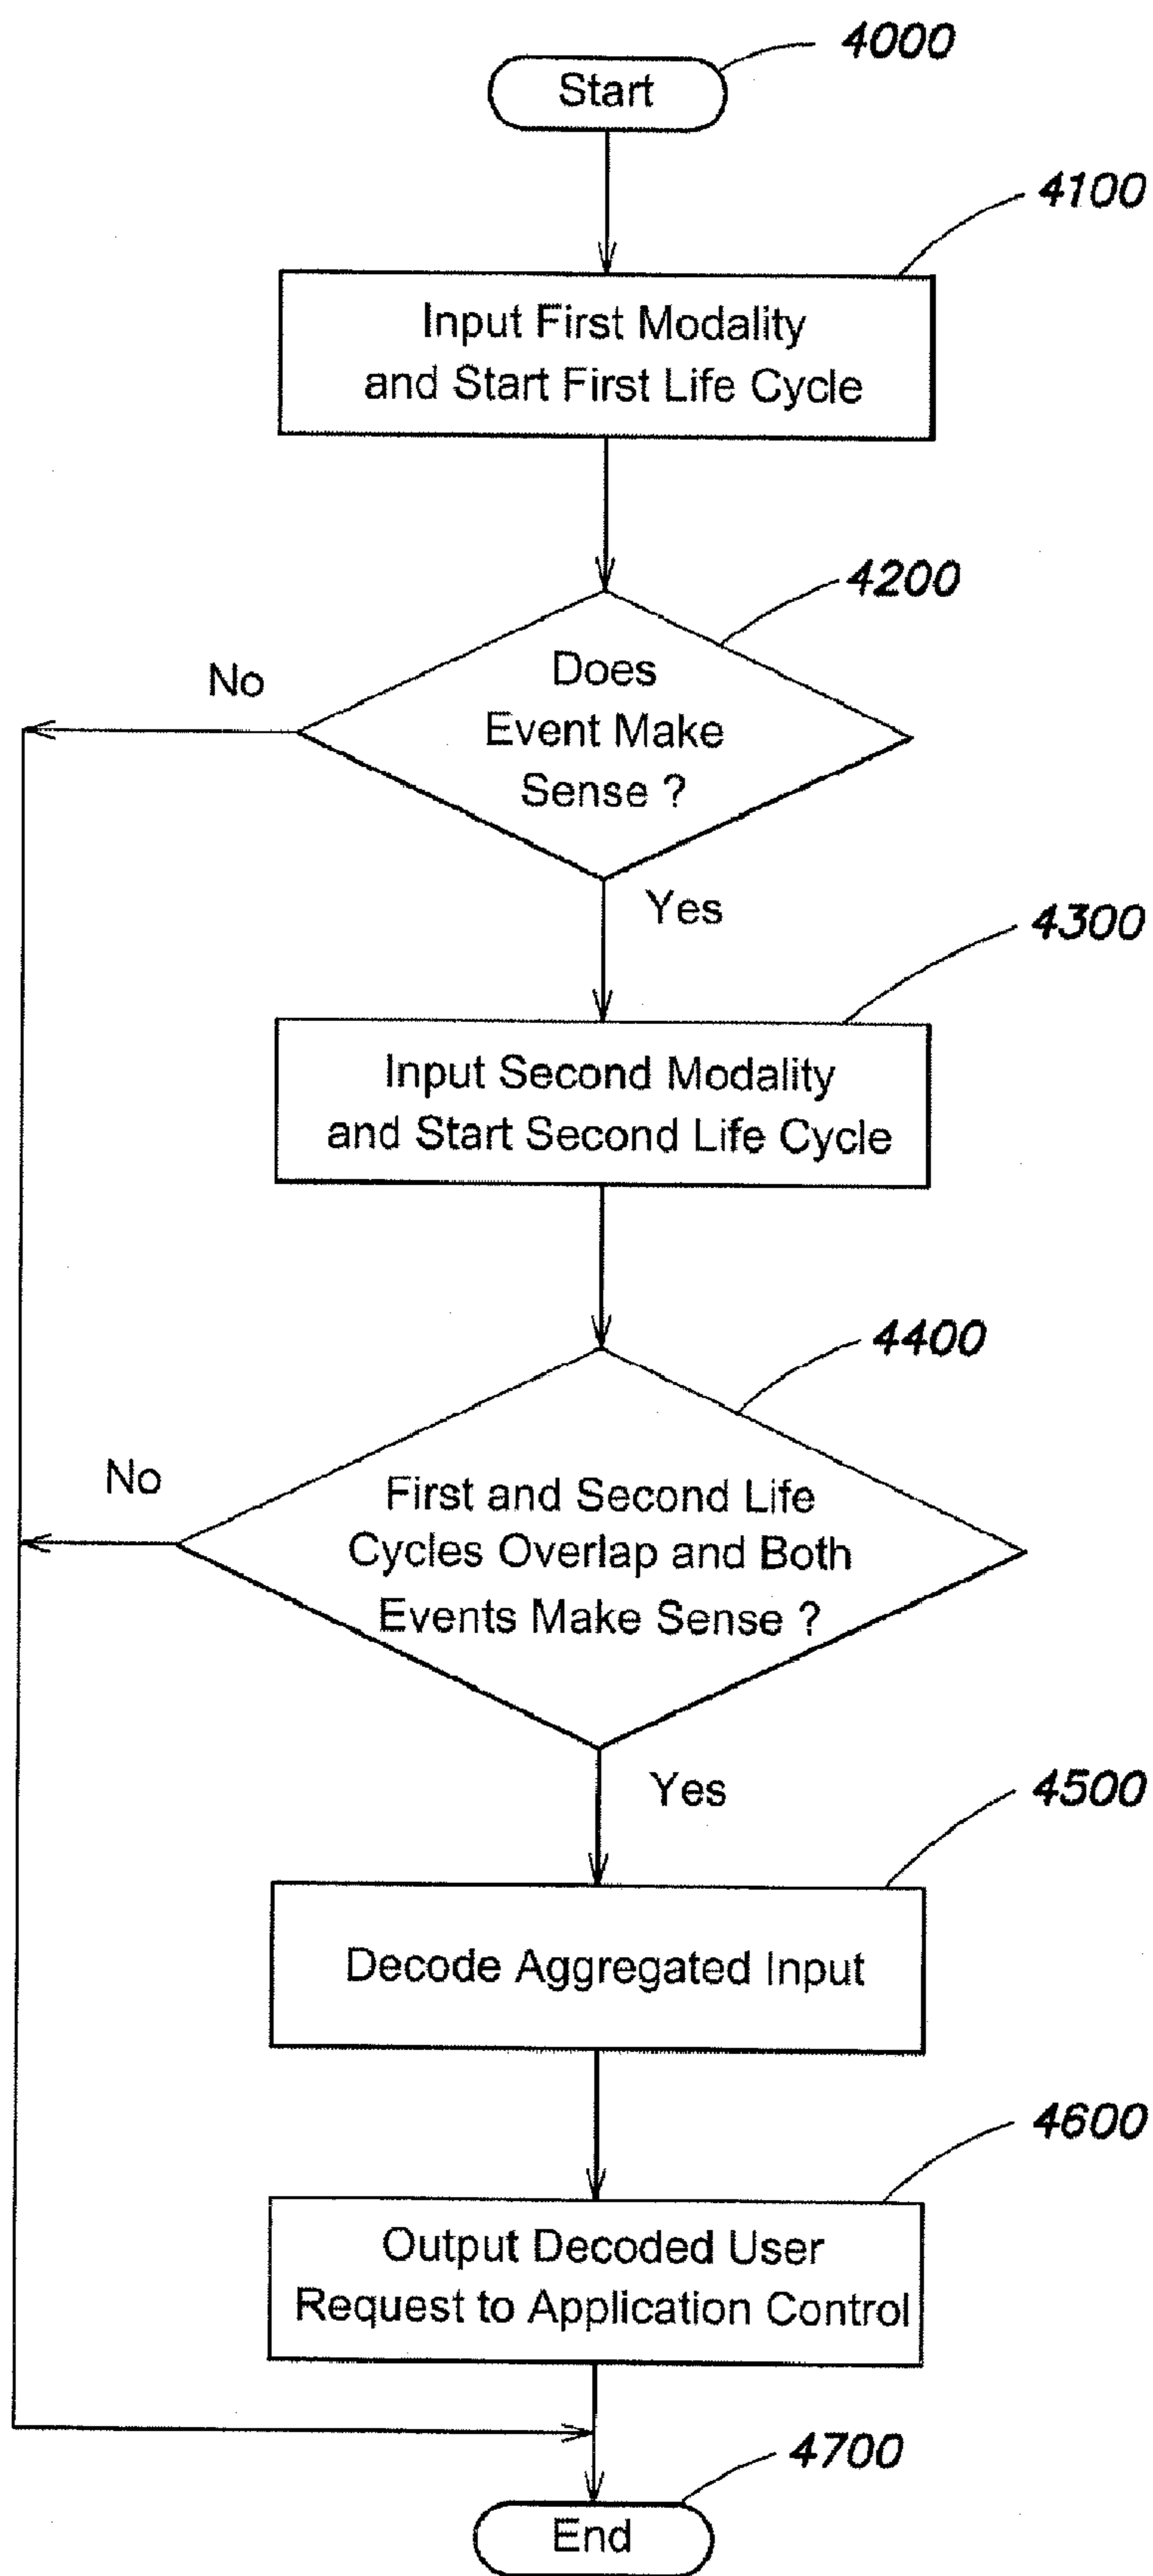 4000
Start
4100
Input First Modality
and Start First Life Cycle
4200
No
Does
Event Make
Sense ?
Yes
4300
Input Second Modality
and Start Second Life Cycle
4400
No
First and Second Life
Cycles Overlap and Both
Events Make Sense ?
Yes
4500
Decode Aggregated Input
4600
Output Decoded User
Request to Application Control
4700
End